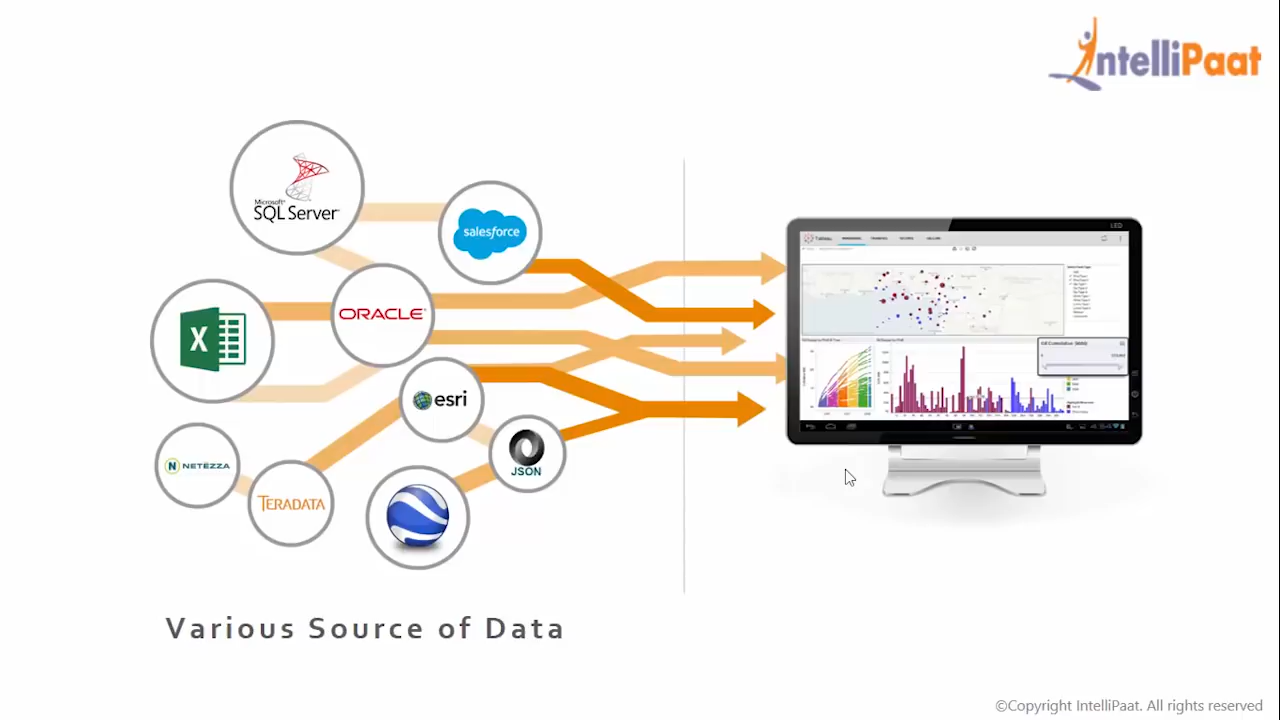 IntelliPaat
Microsoft®
SQL Server
salesforce
ORACLE
X
esri
N NETEZZA
TERADATA
JSON
LED
Various Source of Data
©Copyright IntelliPaat. All rights reserved